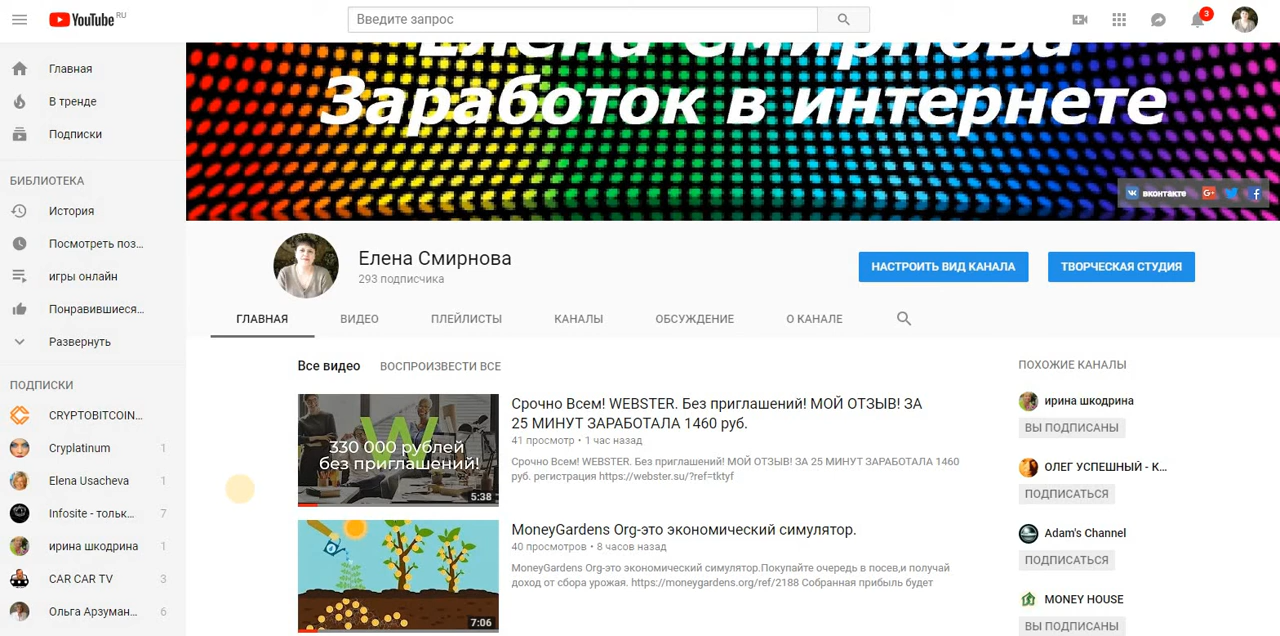 YouTube RU
Введите запрос
3
Главная
В тренде
Подписки
БИБЛИОТЕКА
История
Посмотреть поз...
игры онлайн
Понравившиеся...
Развернуть
ПОДПИСКИ
CRYPTOBITCOIN...
Cryplatinum 1
Elena Usacheva 1
Infosite - тольк... 7
ирина шкодрина 1
CAR CAR TV 3
Ольга Арзуман... 6
Елена Смирнова
Заработок в интернете
вконтакте
Елена Смирнова
293 подписчика
НАСТРОИТЬ ВИД КАНАЛА
ТВОРЧЕСКАЯ СТУДИЯ
ГЛАВНАЯ ВИДЕО ПЛЕЙЛИСТЫ КАНАЛЫ ОБСУЖДЕНИЕ О КАНАЛЕ
Все видео ВОСПРОИЗВЕСТИ ВСЕ
W
330 000 рублей
без приглашений!
5:38
Срочно Всем! WEBSTER. Без приглашений! МОЙ ОТЗЫВ! ЗА
25 МИНУТ ЗАРАБОТАЛА 1460 руб.
41 просмотр • 1 час назад
Срочно Всем! WEBSTER. Без приглашений! МОЙ ОТЗЫВ! ЗА 25 МИНУТ ЗАРАБОТАЛА 1460
руб. регистрация https://webster.su/?ref=tktyf
7:06
MoneyGardens Org-это экономический симулятор.
40 просмотров • 8 часов назад
MoneyGardens Org-это экономический симулятор.Покупайте очередь в посев,и получай
доход от сбора урожая. https://moneygardens.org/ref/2188 Собранная прибыль будет
ПОХОЖИЕ КАНАЛЫ
ирина шкодрина
ВЫ ПОДПИСАНЫ
ОЛЕГ УСПЕШНЫЙ - К...
ПОДПИСАТЬСЯ
Adam's Channel
ПОДПИСАТЬСЯ
MONEY HOUSE
ВЫ ПОДПИСАНЫ